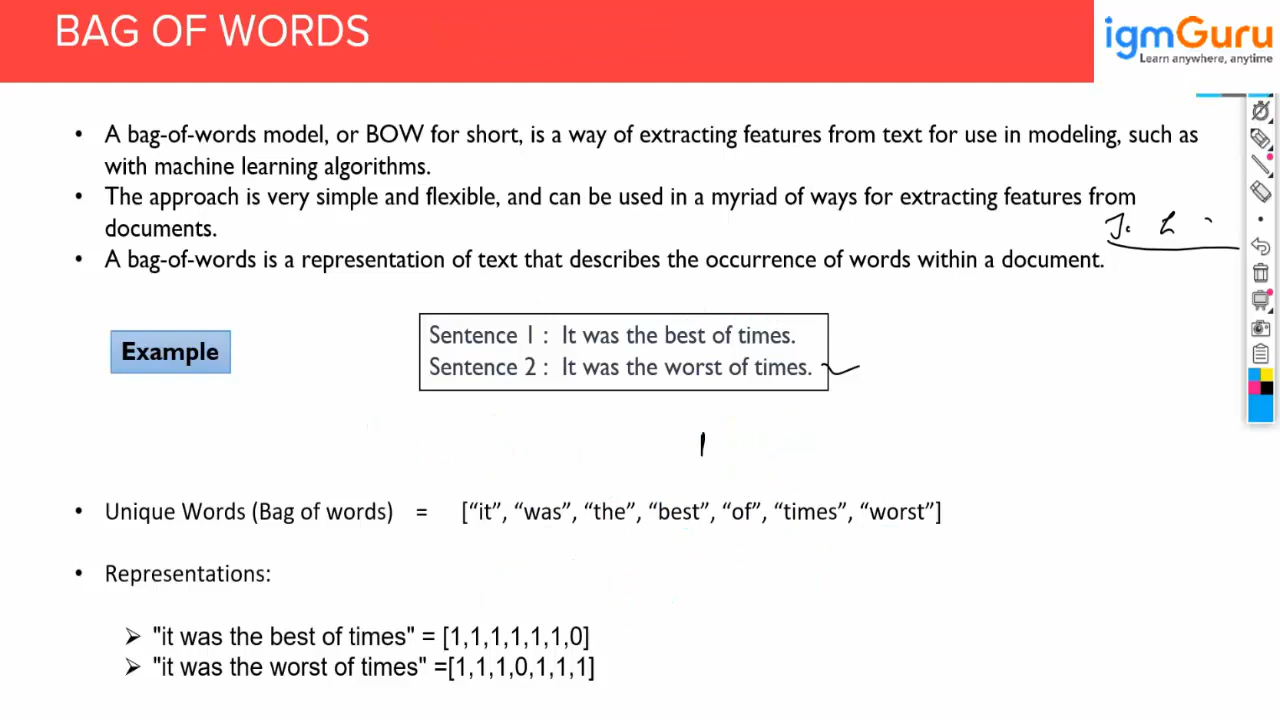 BAG OF WORDS
igmGuru
Learn anywhere, anytime
• A bag-of-words model, or BOW for short, is a way of extracting features from text for use in modeling, such as
with machine learning algorithms.
• The approach is very simple and flexible, and can be used in a myriad of ways for extracting features from
documents.
• A bag-of-words is a representation of text that describes the occurrence of words within a document.
Example
Sentence 1 : It was the best of times.
Sentence 2 : It was the worst of times.
• Unique Words (Bag of words) = [“it”, “was”, “the”, “best”, “of”, “times”, “worst”]
• Representations:
➢ "it was the best of times" = [1,1,1,1,1,1,0]
➢ "it was the worst of times" =[1,1,1,0,1,1,1]